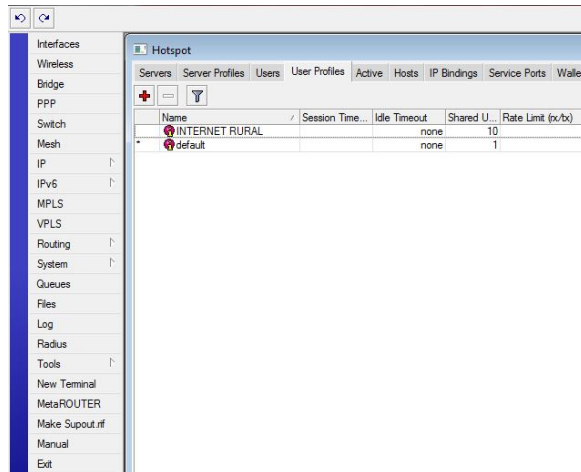 Interfaces
Wireless
Bridge
PPP
Switch
Mesh
IP
IPv6
MPLS
VPLS
Routing
System
Queues
Files
Log
Radius
Tools
New Terminal
MetaROUTER
Make Supout.rif
Manual
Exit
Hotspot
Servers Server Profiles Users User Profiles Active Hosts IP Bindings Service Ports Walle
Name / Session Time... Idle Timeout Shared U... Rate Limit (rx/tx)
INTERNET RURAL none 10
* default none 1